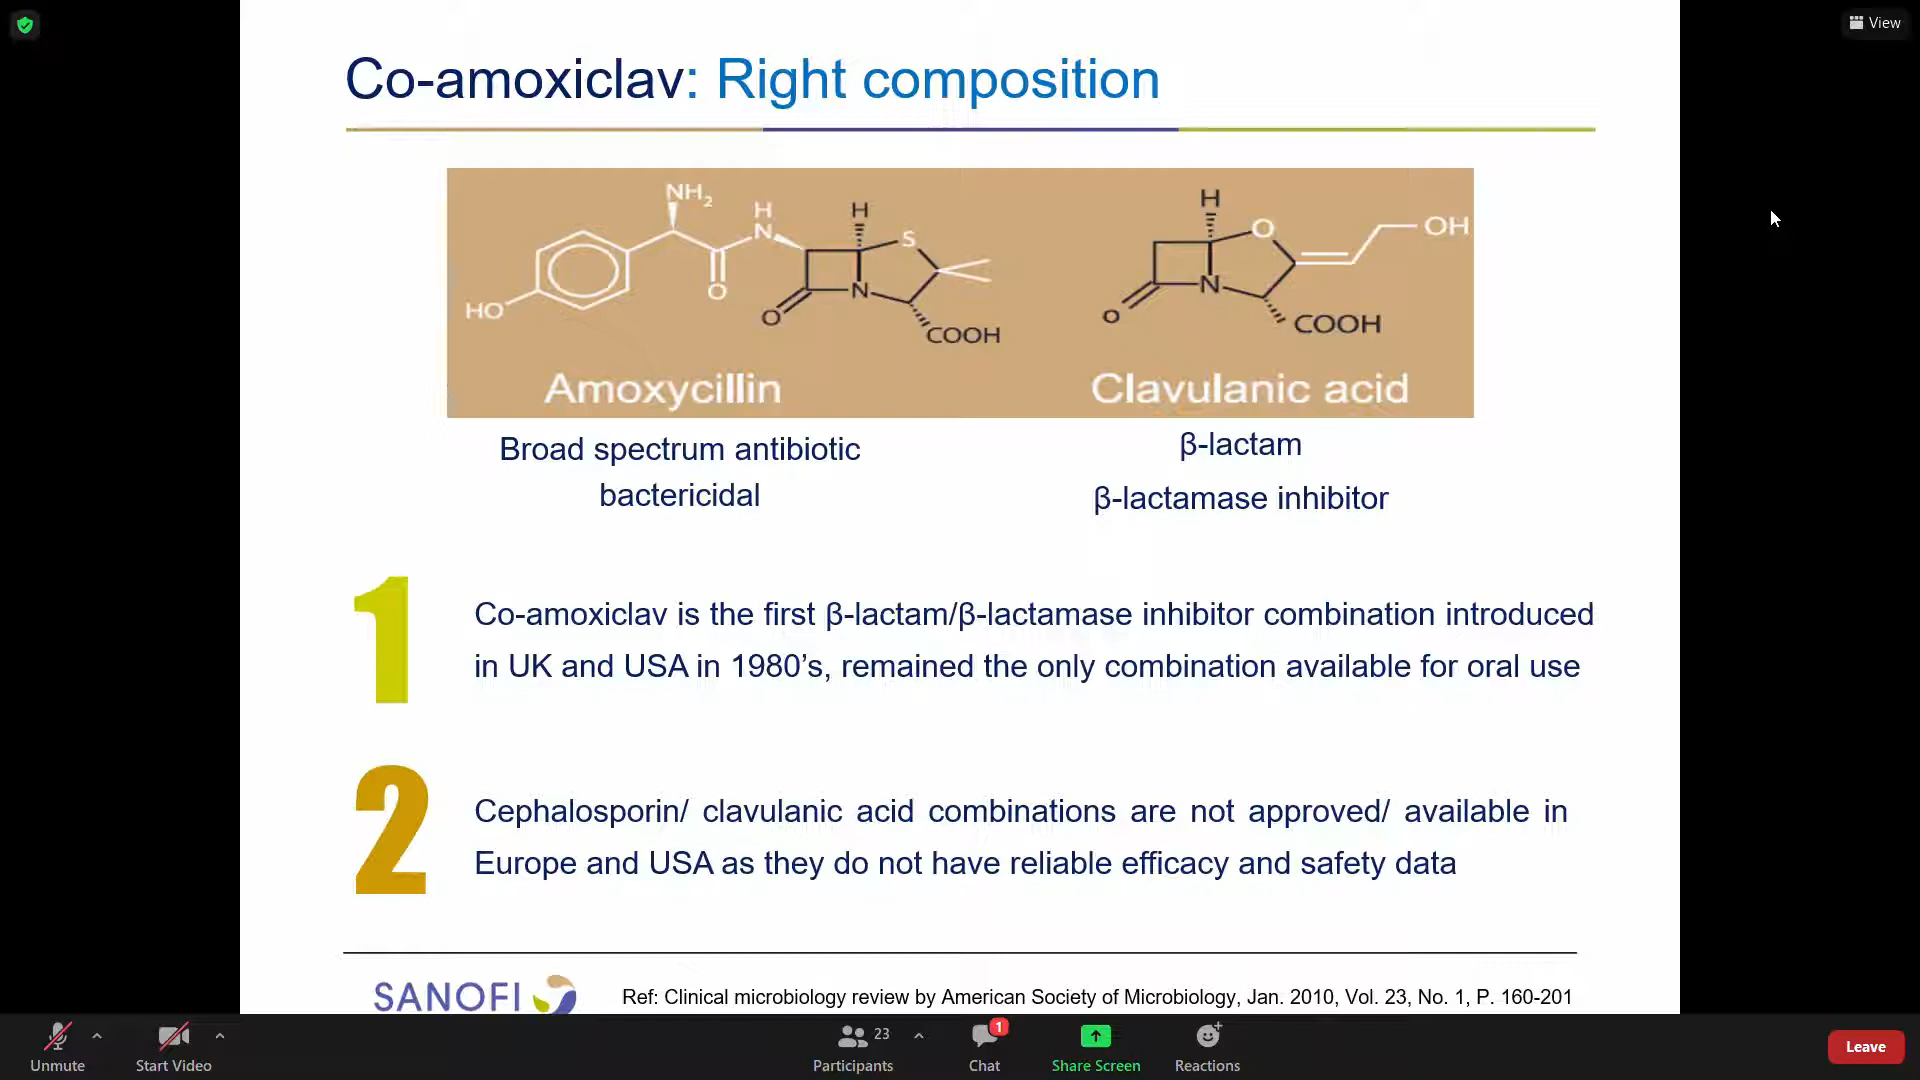 View
Co-amoxiclav: Right composition
NH2
H
N
H
S
O
HO
O
N
COOH
H
O
OH
N
O
COOH
Amoxycillin
Clavulanic acid
Broad spectrum antibiotic
bactericidal
β-lactam
β-lactamase inhibitor
1
Co-amoxiclav is the first β-lactam/β-lactamase inhibitor combination introduced
in UK and USA in 1980’s, remained the only combination available for oral use
2
Cephalosporin/ clavulanic acid combinations are not approved/ available in
Europe and USA as they do not have reliable efficacy and safety data
SANOFI
Ref: Clinical microbiology review by American Society of Microbiology, Jan. 2010, Vol. 23, No. 1, P. 160-201
Unmute
Start Video
23
Participants
1
Chat
Share Screen
Reactions
Leave